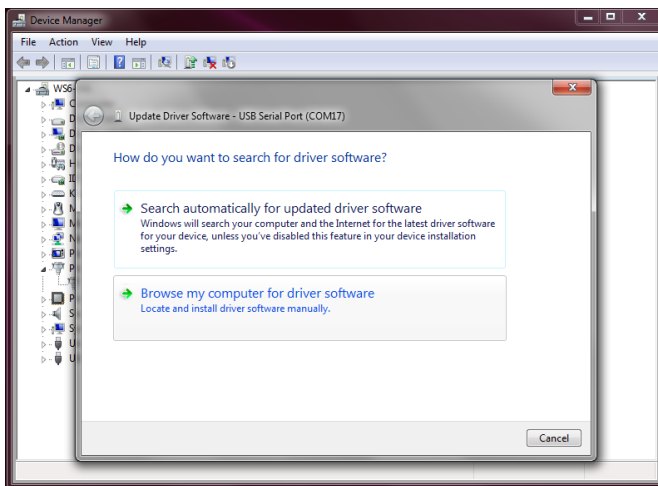 Device Manager
File Action View Help
WS6-
C
D
D
D
H
ID
K
M
M
N
P
P
P
S
S
U
U
Update Driver Software - USB Serial Port (COM17)
How do you want to search for driver software?
Search automatically for updated driver software
Windows will search your computer and the Internet for the latest driver software
for your device, unless you've disabled this feature in your device installation
settings.
Browse my computer for driver software
Locate and install driver software manually.
Cancel